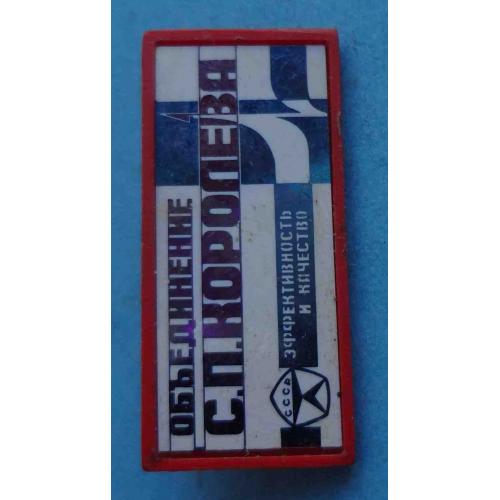 ОБЪЕДИНЕНИЕ
С.П.КОРОЛЕВА
ЭФФЕКТИВНОСТЬ
И КАЧЕСТВО
СССР